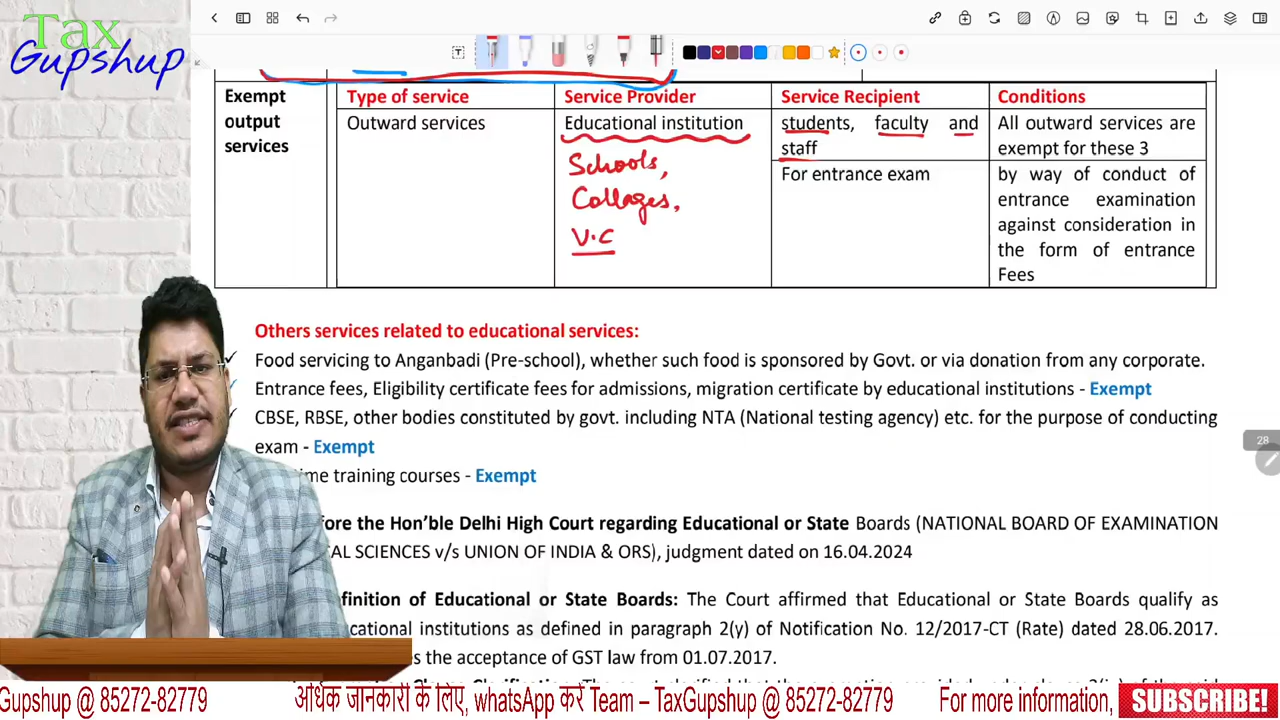 Tax
Gupshup
Exempt output services
Type of service
Service Provider
Service Recipient
Conditions
Outward services
Educational institution
Schools,
Collages,
V.C
students, faculty and staff
All outward services are exempt for these 3
For entrance exam
by way of conduct of entrance examination against consideration in the form of entrance Fees
Others services related to educational services:
Food servicing to Anganbadi (Pre-school), whether such food is sponsored by Govt. or via donation from any corporate.
Entrance fees, Eligibility certificate fees for admissions, migration certificate by educational institutions - Exempt
CBSE, RBSE, other bodies constituted by govt. including NTA (National testing agency) etc. for the purpose of conducting
exam - Exempt
training courses - Exempt
the Hon'ble Delhi High Court regarding Educational or State Boards (NATIONAL BOARD OF EXAMINATION
SCIENCES v/s UNION OF INDIA & ORS), judgment dated on 16.04.2024
of Educational or State Boards: The Court affirmed that Educational or State Boards qualify as
institutions as defined in paragraph 2(y) of Notification No. 12/2017-CT (Rate) dated 28.06.2017.
the acceptance of GST law from 01.07.2017.
28
Gupshup @ 85272-82779
अधिक जानकारी के लिए, whatsApp करें Team – TaxGupshup @ 85272-82779
For more information,
SUBSCRIBE!